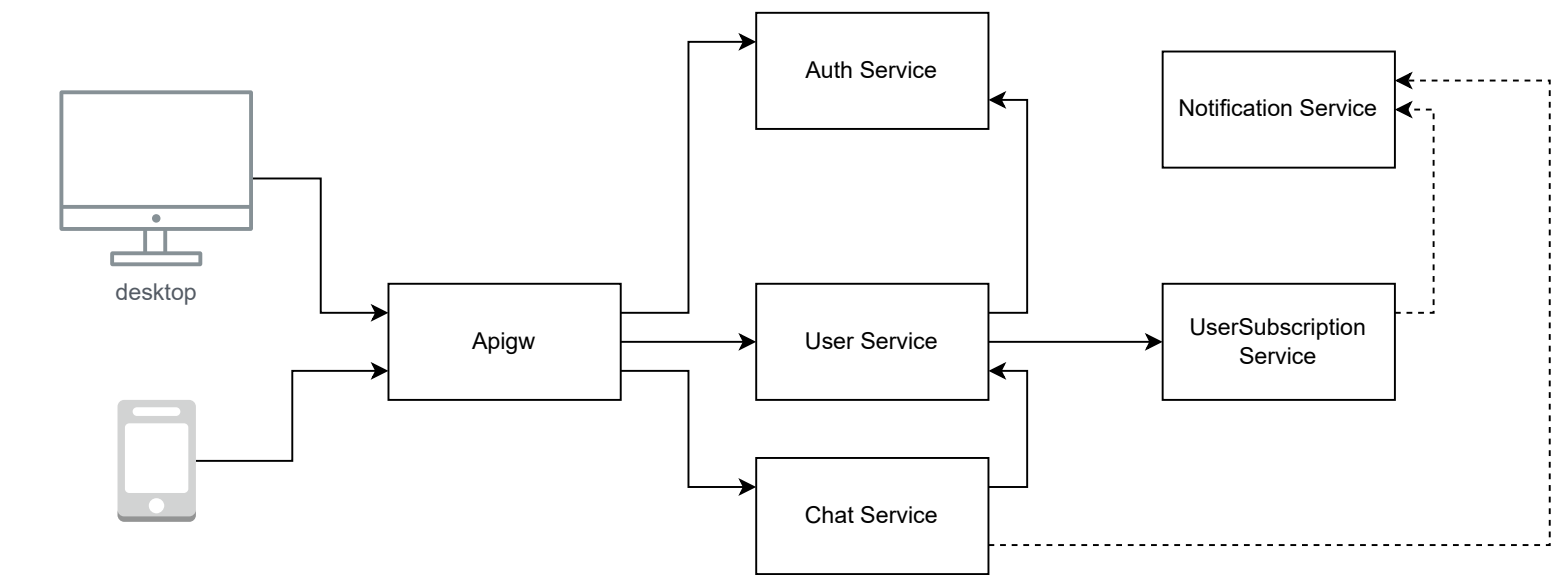 Auth Service
Notification Service
desktop
Apigw
User Service
UserSubscription
Service
Chat Service